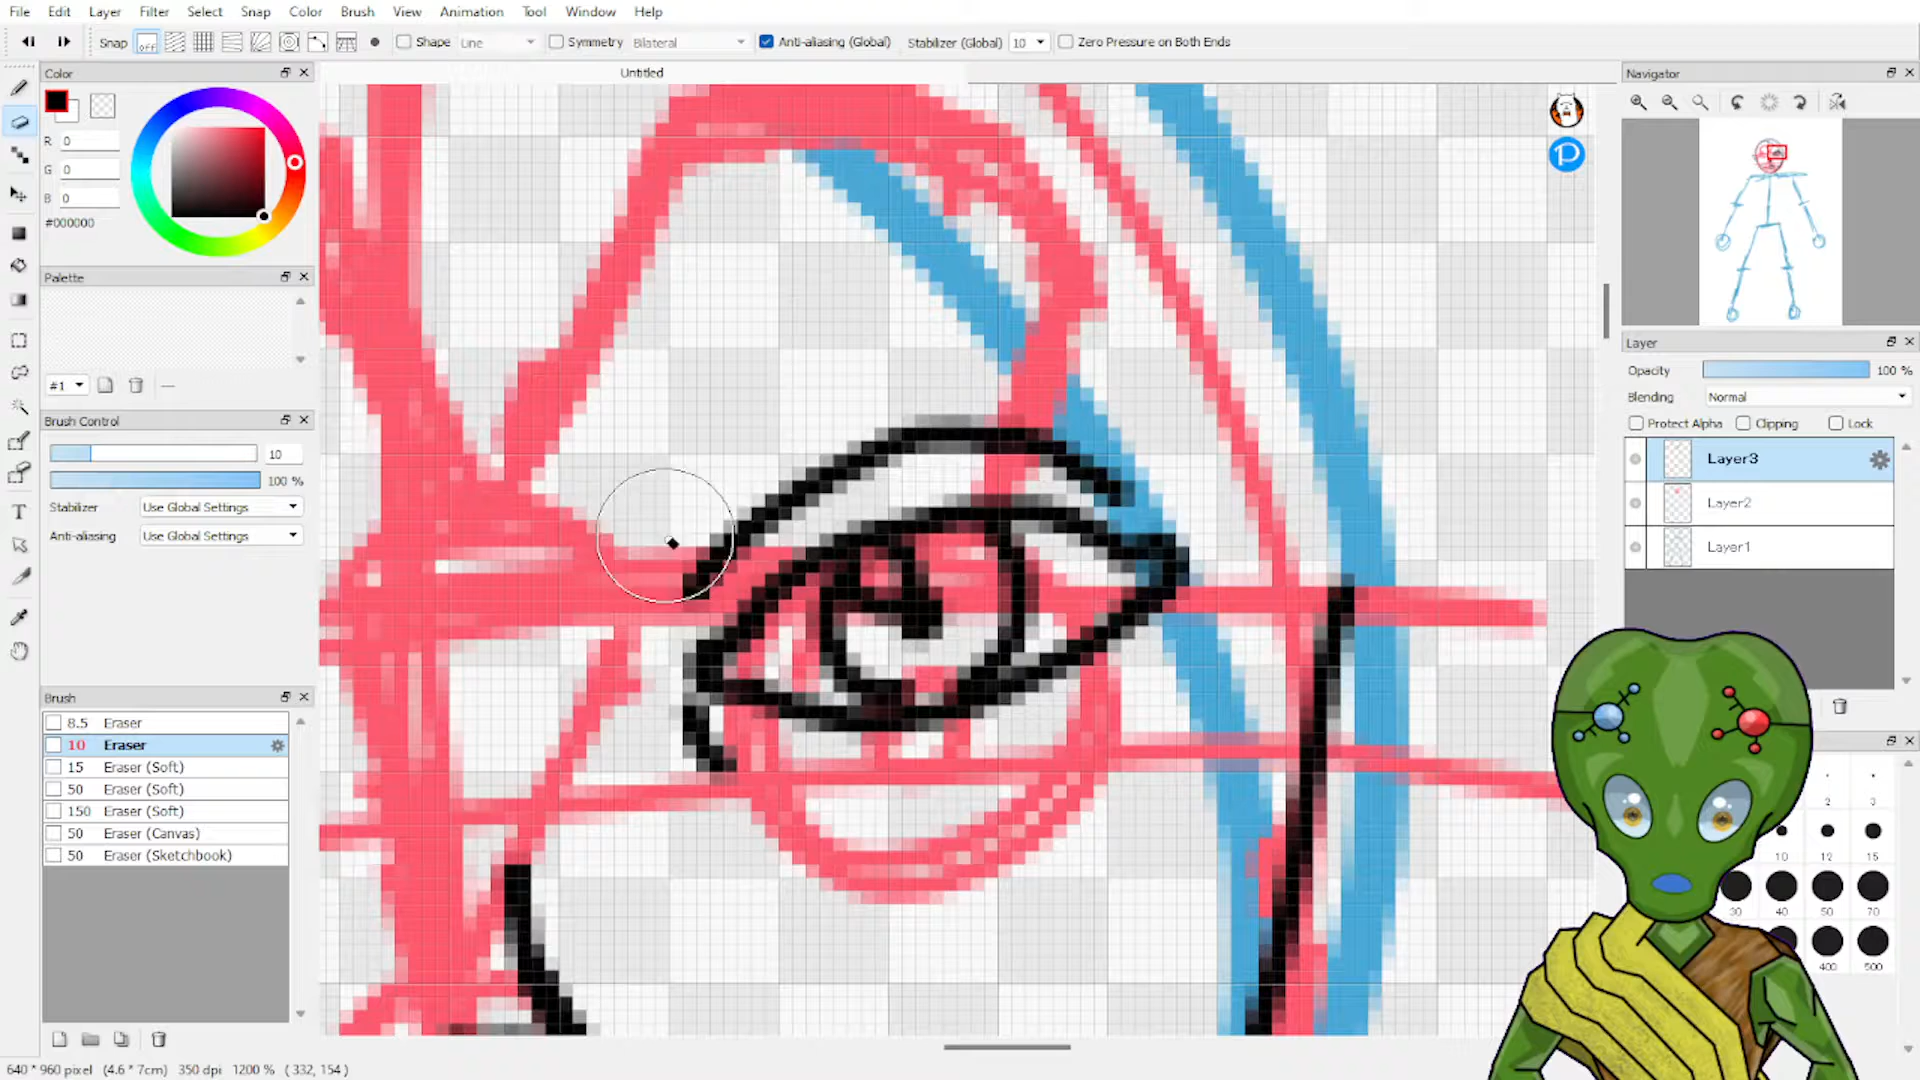 File Edit Layer Filter Select Snap Color Brush View Animation Tool Window Help
Snap off Shape Line Symmetry Bilateral Anti-aliasing (Global) Stabilizer (Global) 10 Zero Pressure on Both Ends
Color
Untitled
Navigator
R 0
G 0
B 0
#000000
P
Palette
#1
Layer
Opacity 100 %
Blending Normal
Protect Alpha Clipping Lock
Layer3
Layer2
Layer1
Brush Control
10
100 %
Stabilizer Use Global Settings
Anti-aliasing Use Global Settings
T
Brush
8.5 Eraser
10 Eraser
15 Eraser (Soft)
50 Eraser (Soft)
150 Eraser (Soft)
50 Eraser (Canvas)
50 Eraser (Sketchbook)
2 3
10 12 15
30 40 50 70
400 500
640 * 960 pixel (4.6 * 7cm) 350 dpi 1200 % ( 332, 154 )